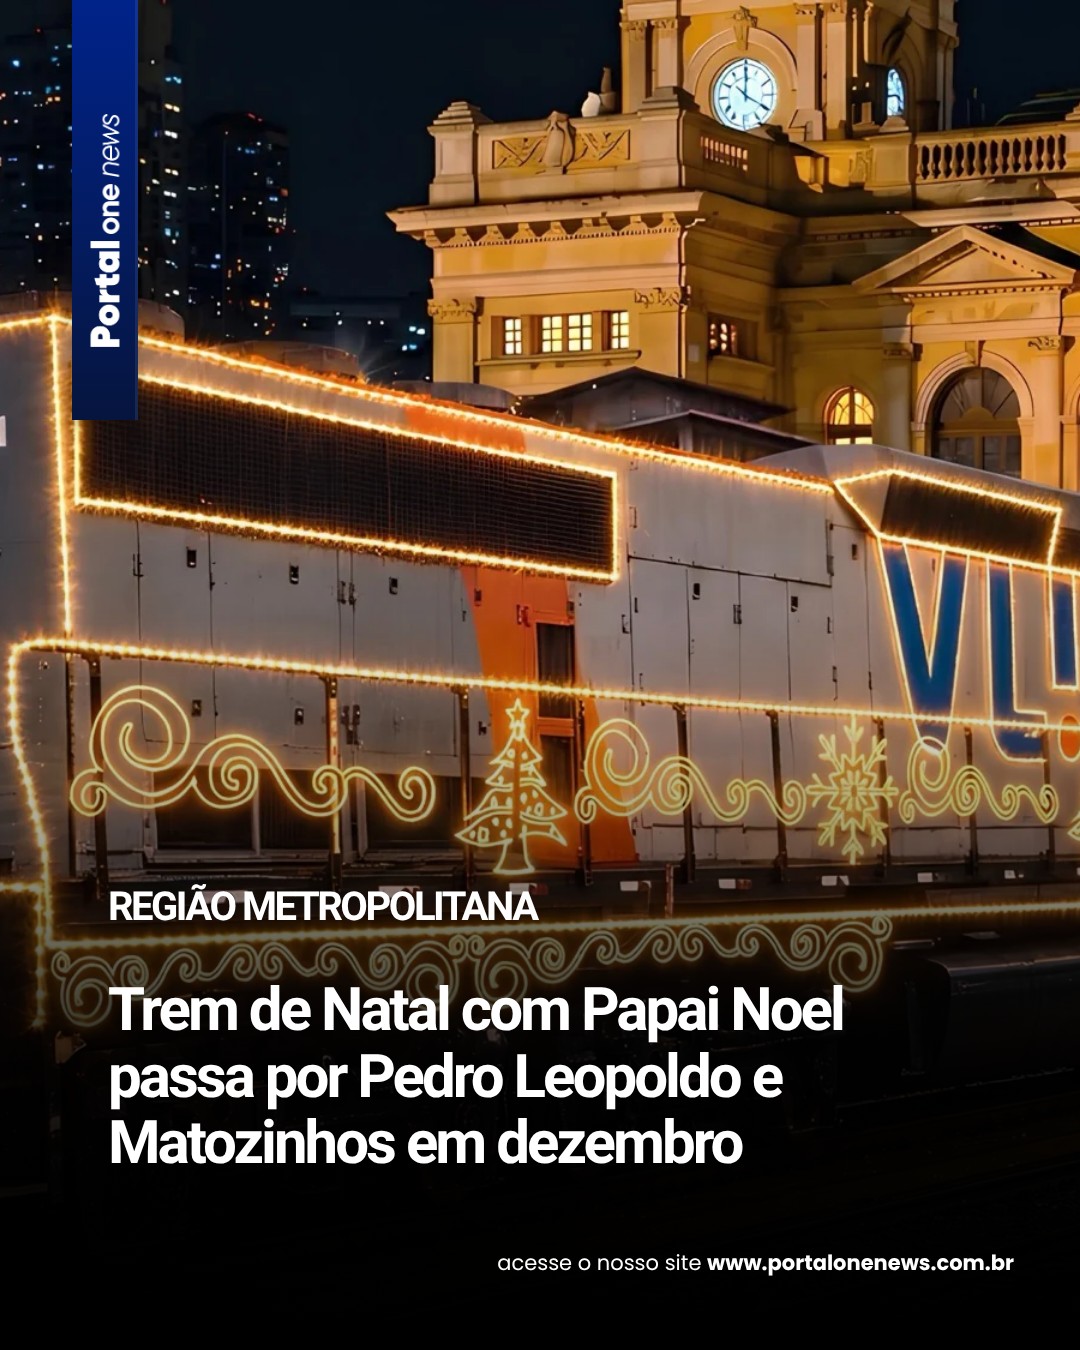 Portal one news
VL!
REGIÃO METROPOLITANA
Trem de Natal com Papai Noel
passa por Pedro Leopoldo e
Matozinhos em dezembro
acesse o nosso site www.portalonenews.com.br